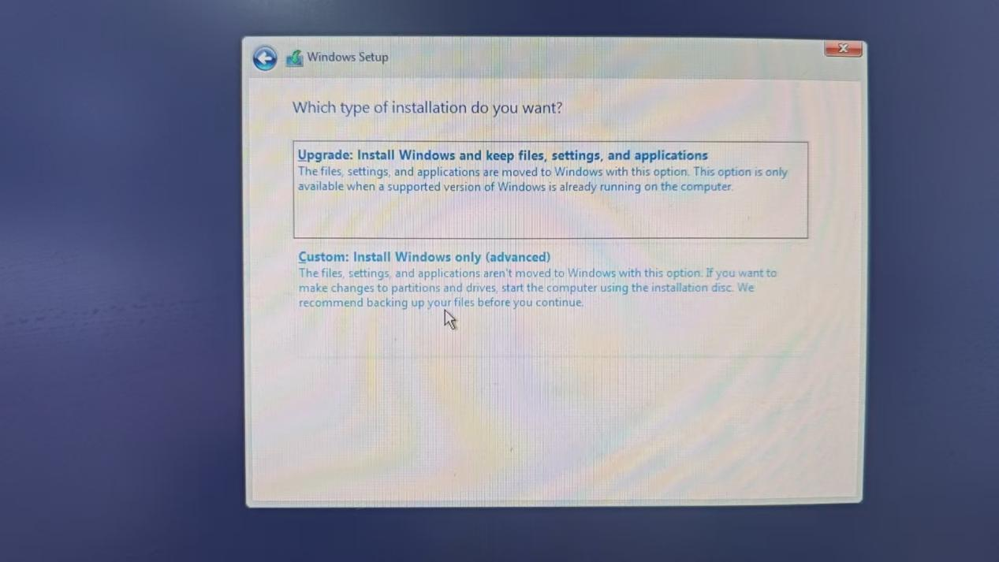 Windows Setup
Which type of installation do you want?
Upgrade: Install Windows and keep files, settings, and applications
The files, settings, and applications are moved to Windows with this option. This option is only
available when a supported version of Windows is already running on the computer.
Custom: Install Windows only (advanced)
The files, settings, and applications aren't moved to Windows with this option. If you want to
make changes to partitions and drives, start the computer using the installation disc. We
recommend backing up your files before you continue.